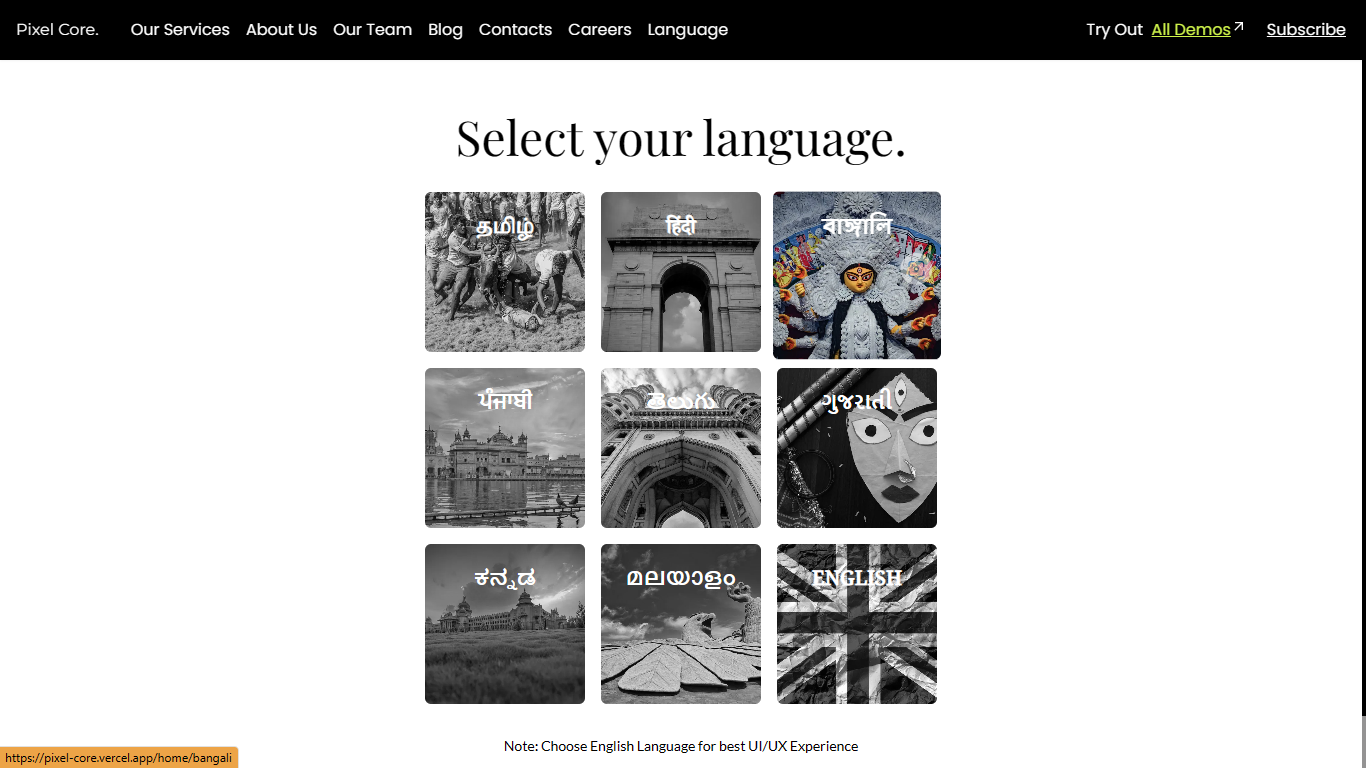 Pixel Core. Our Services About Us Our Team Blog Contacts Careers Language Try Out All Demos Subscribe
Select your language.
தமிழ் हिंदी বাঙ্গালি
ਪੰਜਾਬੀ తెలుగు ગુજરાતી
ಕನ್ನಡ മലയാളം ENGLISH
Note: Choose English Language for best UI/UX Experience
https://pixel-core.vercel.app/home/bangali